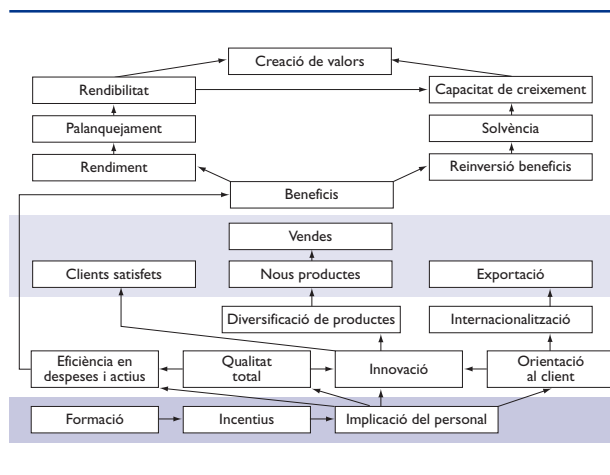 Creació de valors
Rendibilitat
Capacitat de creixement
Palanquejament
Solvència
Rendiment
Reinversió beneficis
Beneficis
Vendes
Clients satisfets
Nous productes
Exportació
Diversificació de productes
Internacionalització
Eficiència en
despeses i actius
Qualitat
total
Innovació
Orientació
al client
Formació
Incentius
Implicació del personal